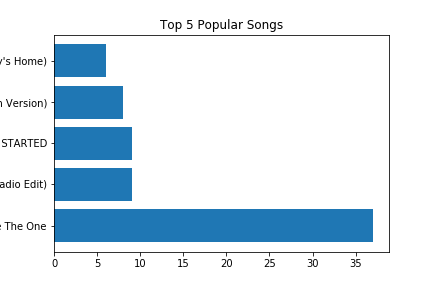 Top 5 Popular Songs
y's Home)
n Version)
STARTED
adio Edit)
e The One
0 5 10 15 20 25 30 35